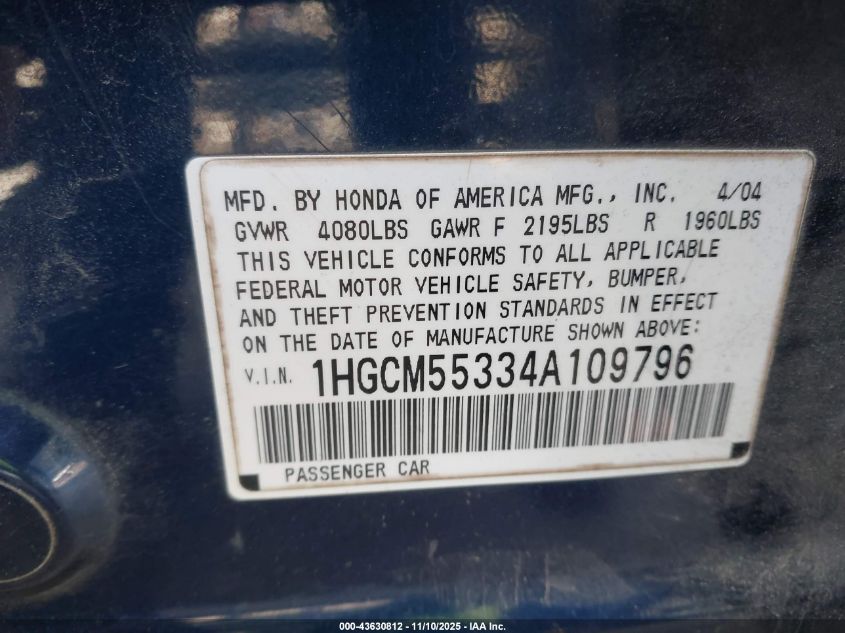 MFD. BY HONDA OF AMERICA MFG., INC. 4/04
GVWR 4080LBS GAWR F 2195LBS R 1960LBS
THIS VEHICLE CONFORMS TO ALL APPLICABLE
FEDERAL MOTOR VEHICLE SAFETY, BUMPER,
AND THEFT PREVENTION STANDARDS IN EFFECT
ON THE DATE OF MANUFACTURE SHOWN ABOVE:
V.I.N. 1HGCM55334A109796
PASSENGER CAR
000-43630812 - 11/10/2025 - IAA Inc.